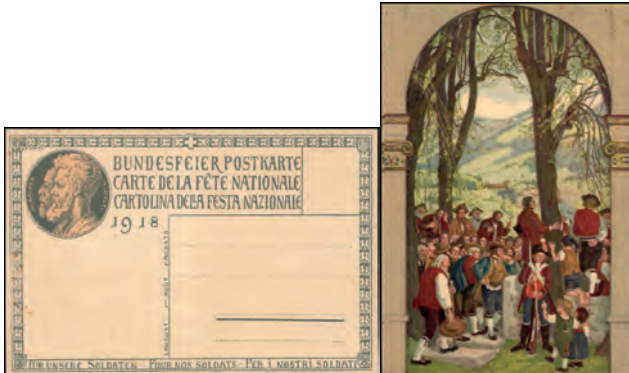 BUNDESFEIER POSTKARTE
CARTE DE LA FÊTE NATIONALE
CARTOLINA DELLA FESTA NAZIONALE
1918
FÜR UNSERE SOLDATEN - POUR NOS SOLDATS - PER I NOSTRI SOLDATI